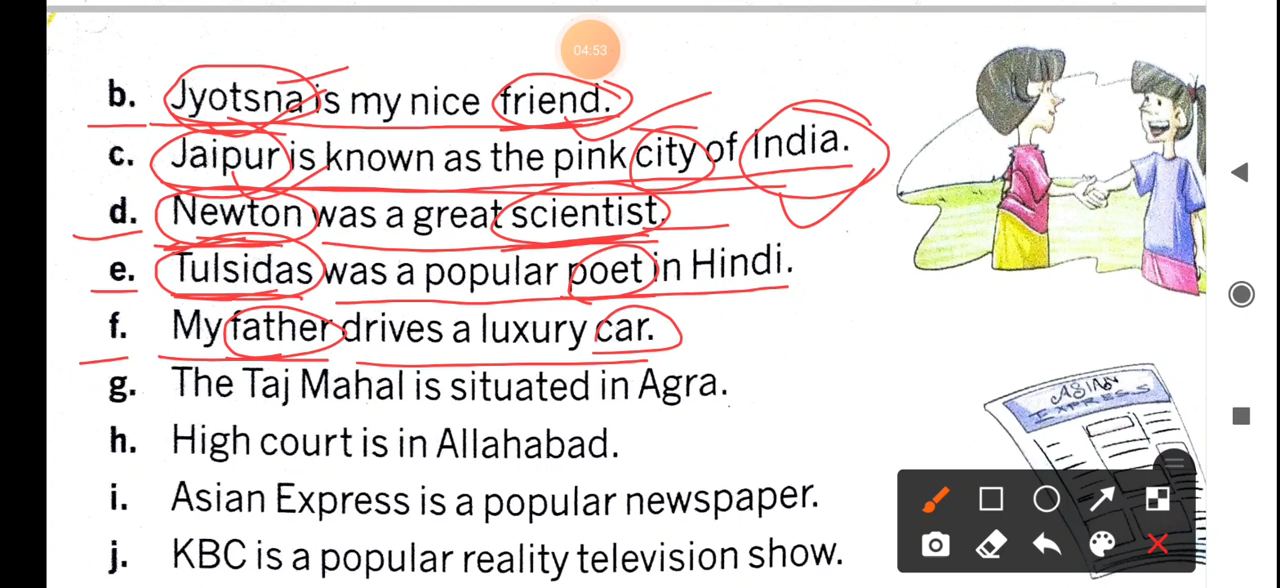 04:53
b. Jyotsna is my nice friend.
c. Jaipur is known as the pink city of India.
d. Newton was a great scientist.
e. Tulsidas was a popular poet in Hindi.
f. My father drives a luxury car.
g. The Taj Mahal is situated in Agra.
h. High court is in Allahabad.
i. Asian Express is a popular newspaper.
j. KBC is a popular reality television show.
ASIAN
EXPRESS